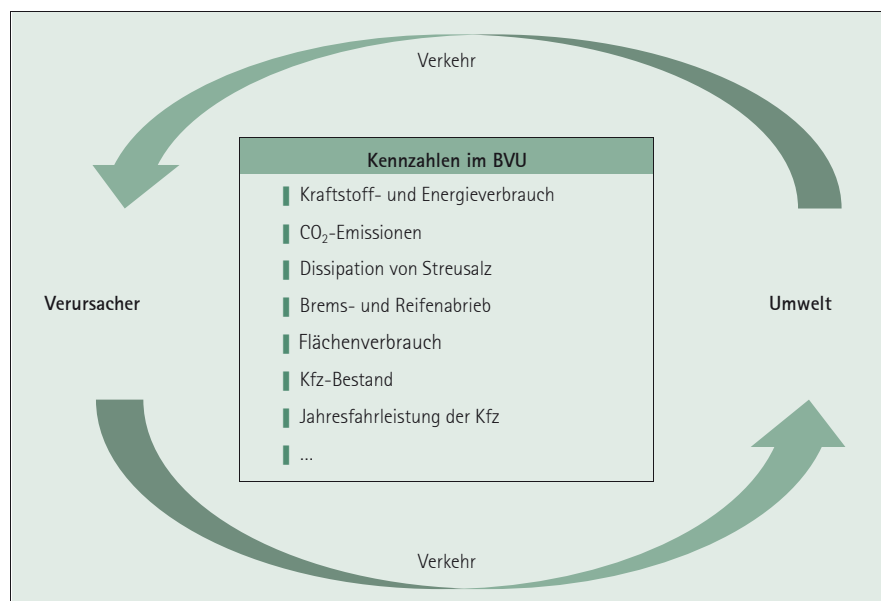 Verkehr
Kennzahlen im BVU
Kraftstoff- und Energieverbrauch
CO₂-Emissionen
Dissipation von Streusalz
Verursacher
Brems- und Reifenabrieb
Umwelt
Flächenverbrauch
Kfz-Bestand
Jahresfahrleistung der Kfz
...
Verkehr